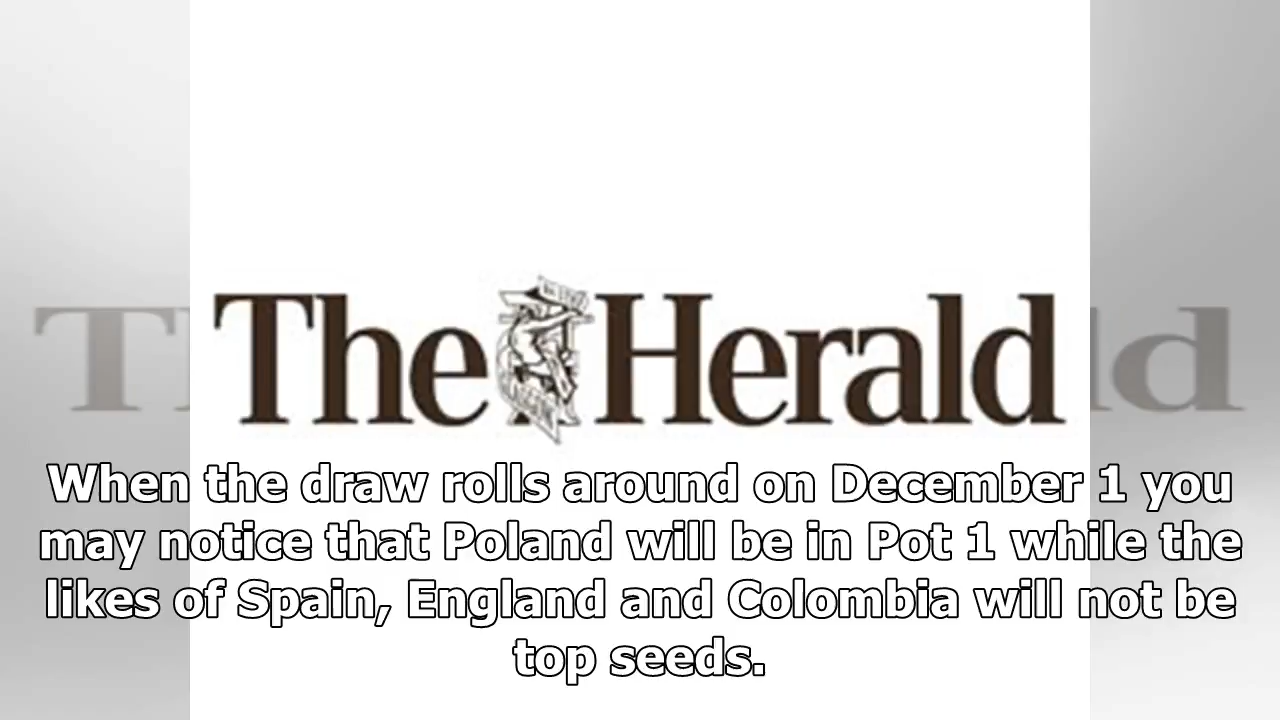 The Herald
When the draw rolls around on December 1 you
may notice that Poland will be in Pot 1 while the
likes of Spain, England and Colombia will not be
top seeds.